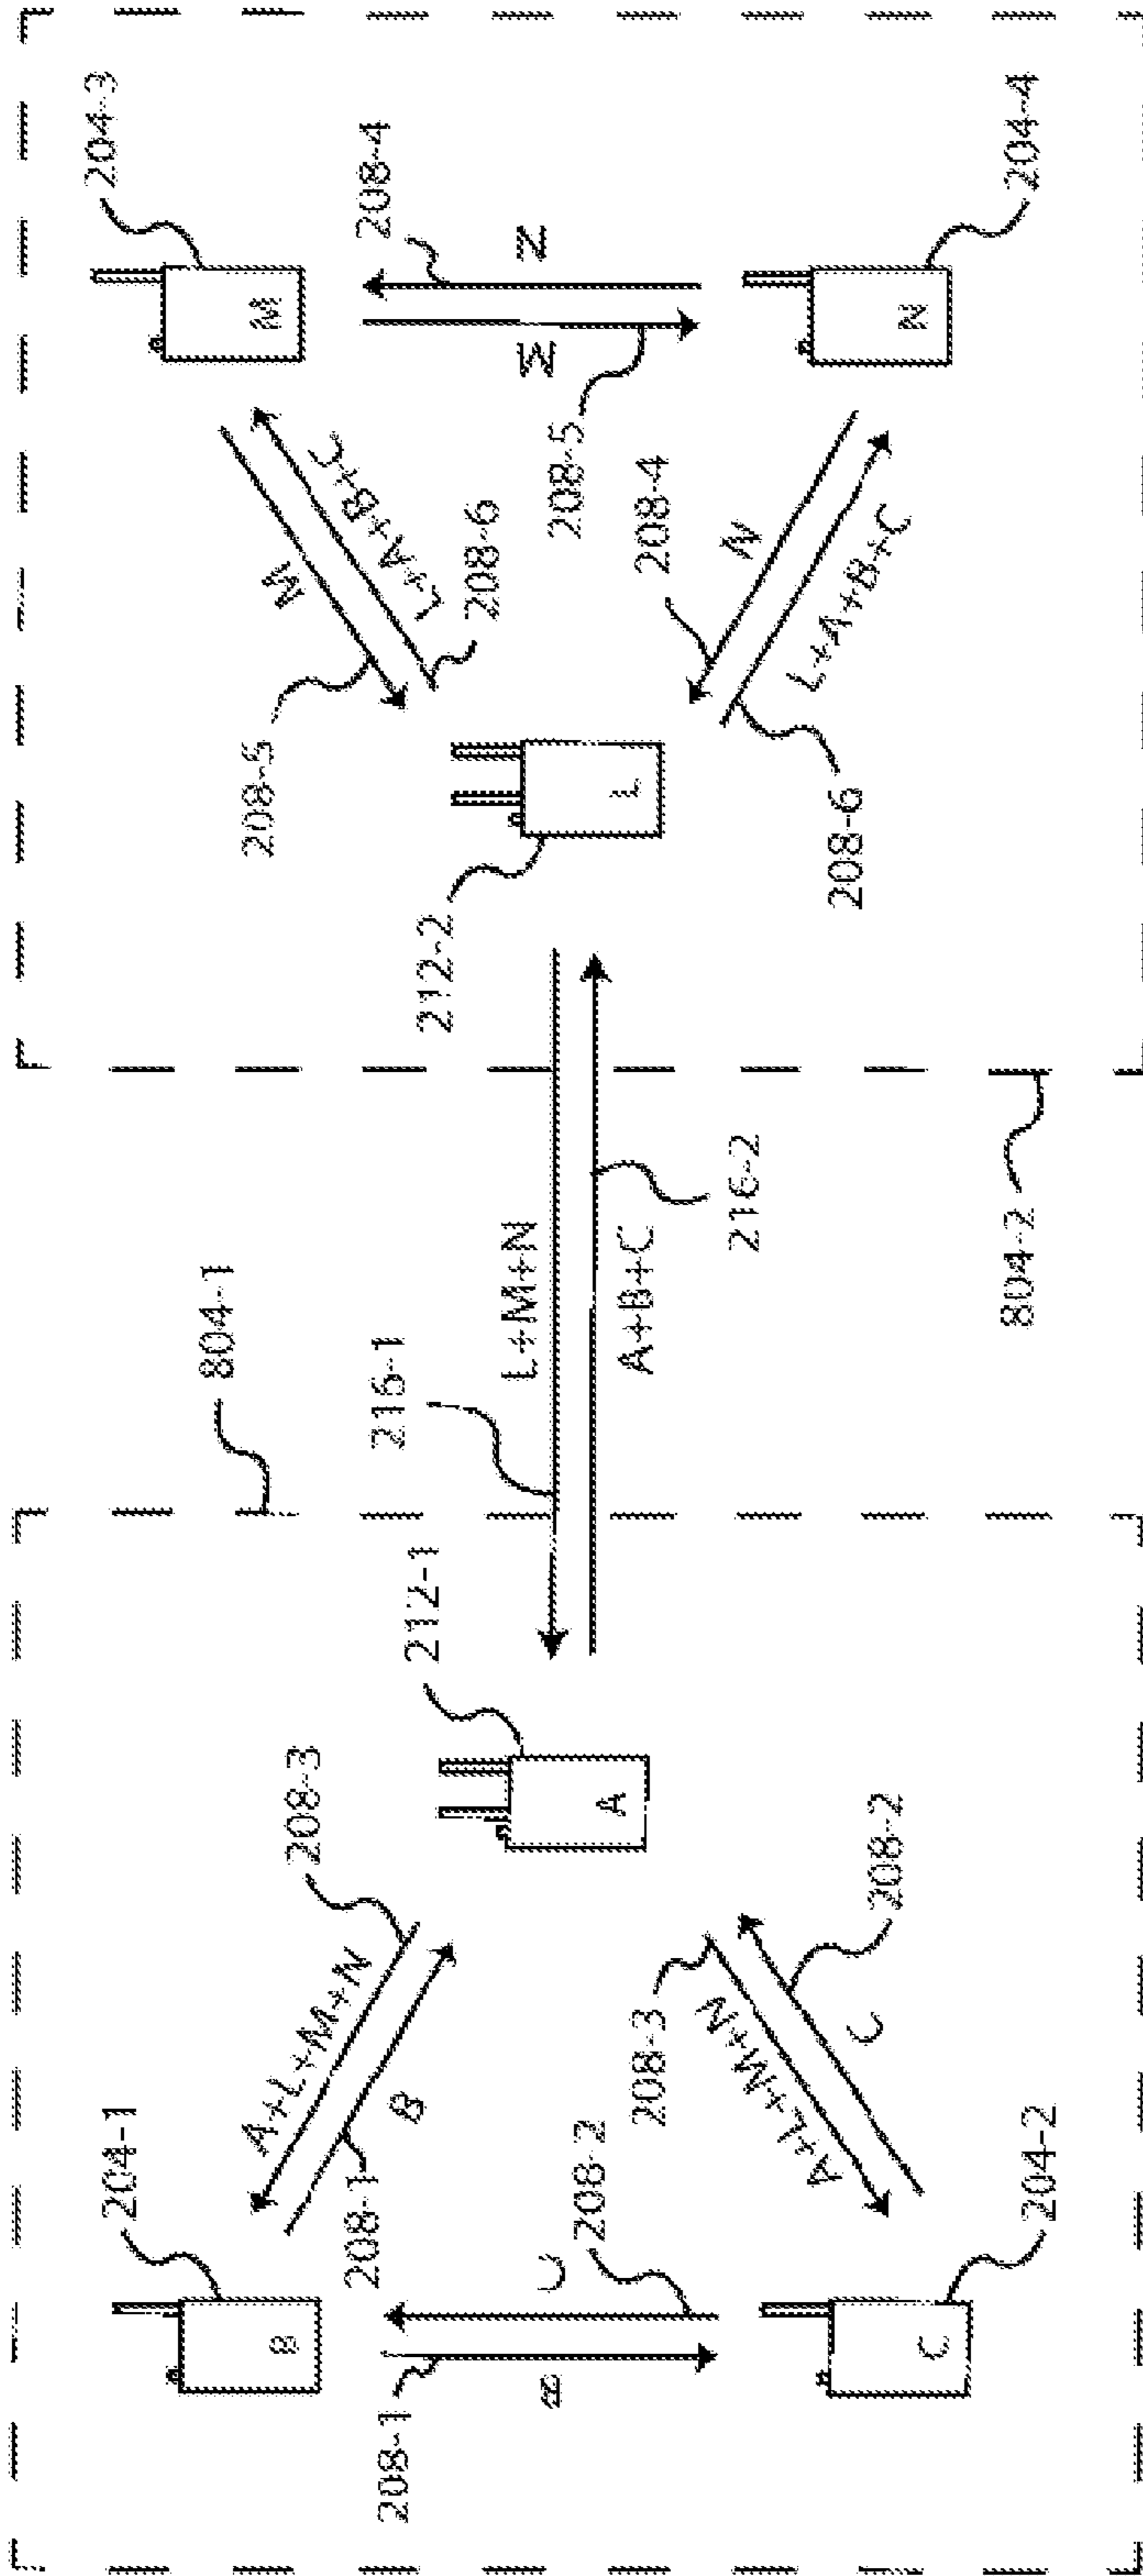 804-1
204-1
B
208-1
208-1
B
C
208-2
A+L+M+N
208-3
B
212-1
A
208-3
A+L+M+N
C
208-2
C
204-2
216-1
L+M+N
A+B+C
216-2
804-2
212-2
L
208-5
M
L+A+B+C
208-6
204-3
M
208-4
N
M
208-5
208-4
N
L+A+B+C
208-6
N
204-4